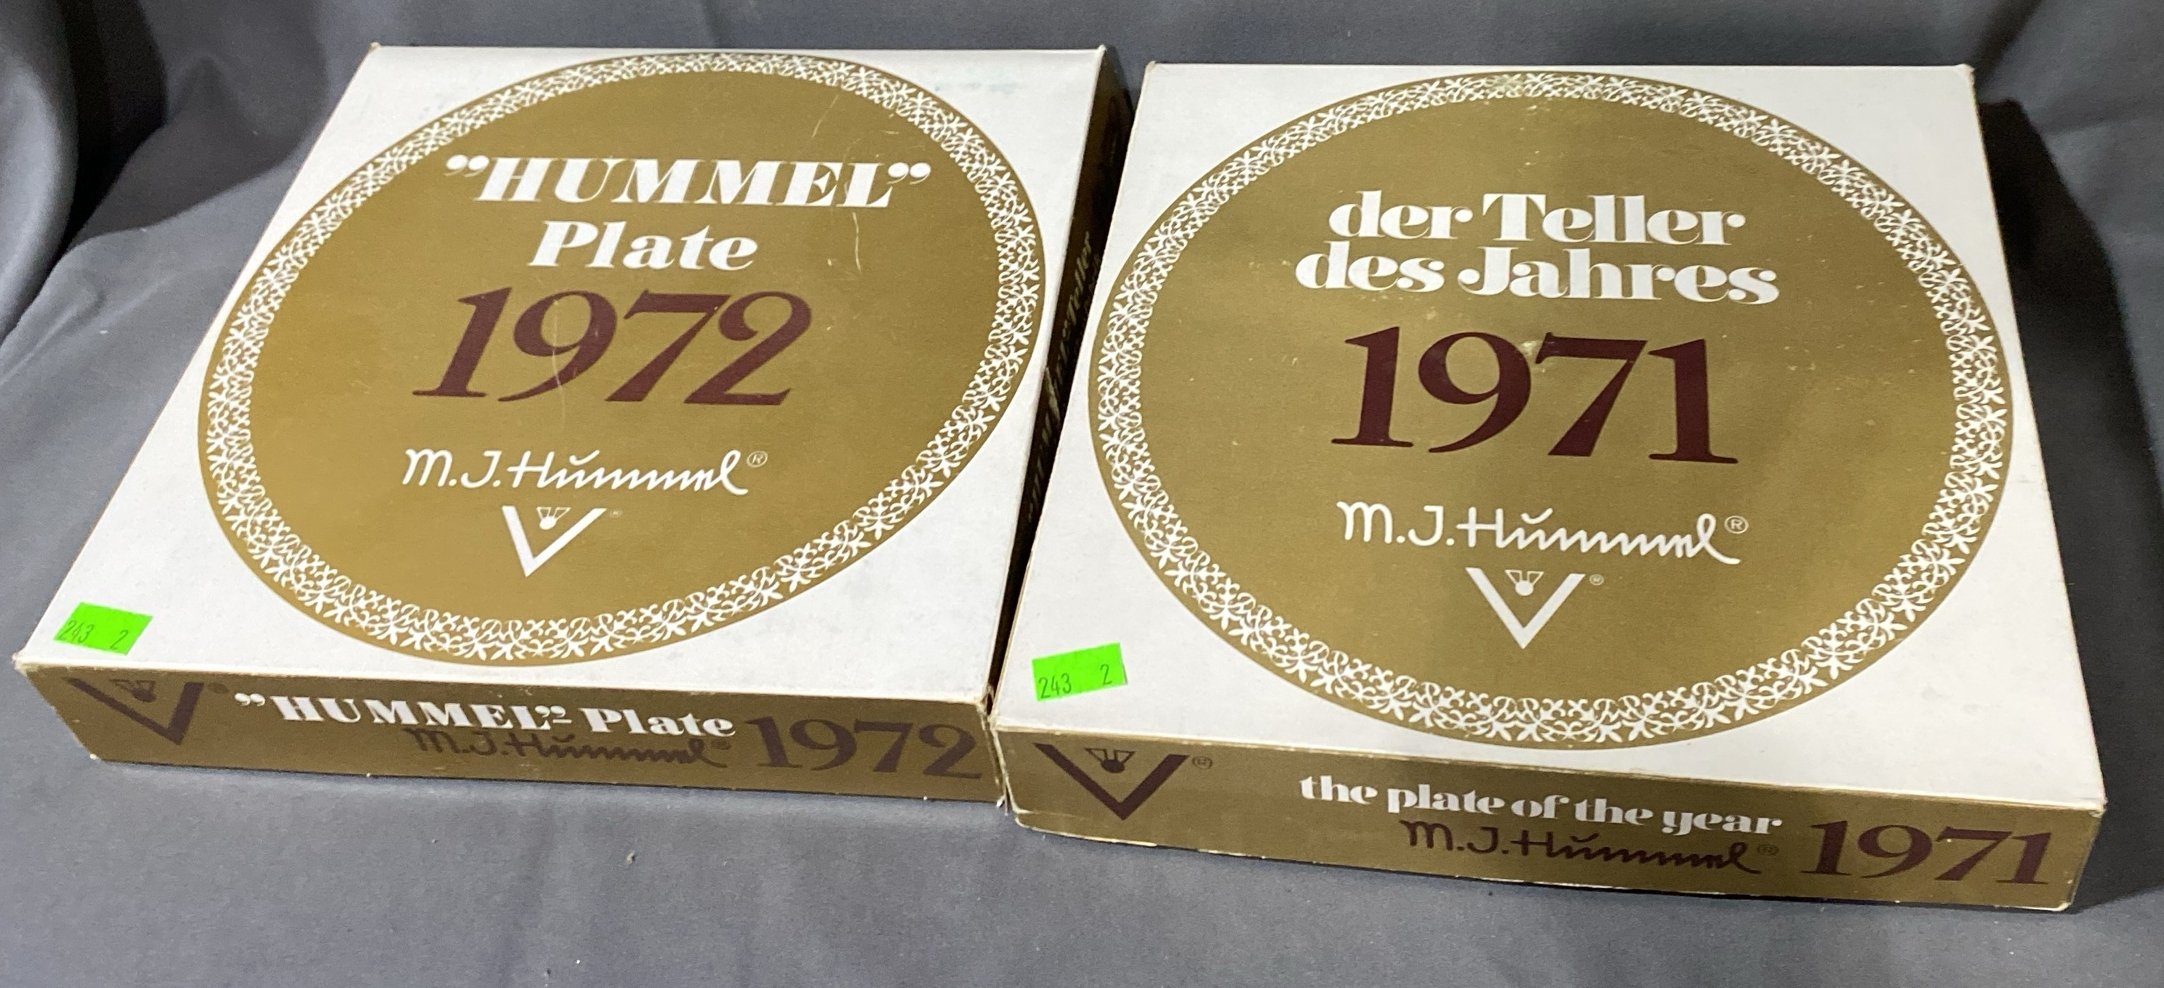 ”HUMMEL”
Plate
1972
M.J.Hummel®
®
243 2
® ”HUMMEL” Plate
M.J.Hummel® 1972
der Teller
des Jahres
1971
M.J.Hummel®
®
243 2
® the plate of the year
M.J.Hummel® 1971
Teller